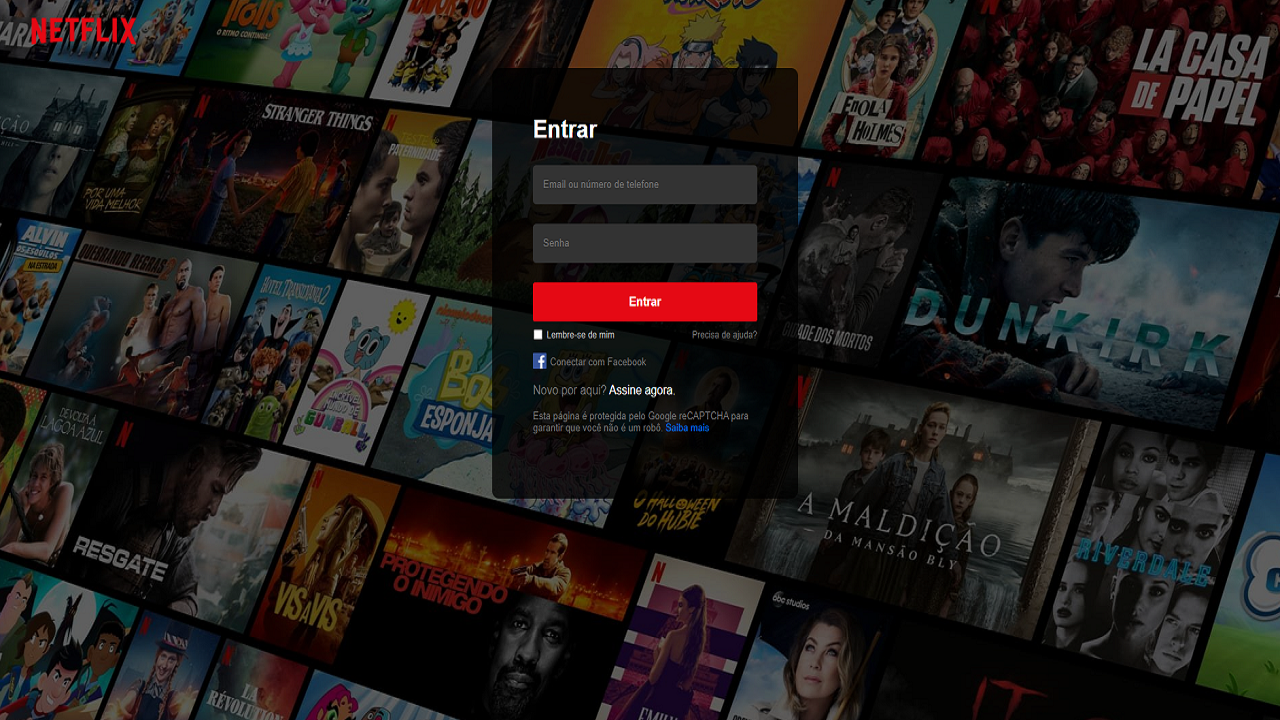 NETFLIX
Trolls
O RITMO CONTINUA!
LA CASA
DE PAPEL
ENOLA
HOLMES
STRANGER THINGS
TESTE
PATERNIDADE
POR UMA
VIDA MELHOR
Entrar
Email ou número de telefone
Senha
Entrar
Lembre-se de mim
Precisa de ajuda?
Conectar com Facebook
Novo por aqui? Assine agora.
Esta página é protegida pelo Google reCAPTCHA para
garantir que você não é um robô. Saiba mais
ALVIN
E OS ESQUILOS
NA ESTRADA
QUEBRANDO REGRAS 2
HOTEL TRANSILVÂNIA 2
DOS MORTOS
DUNKIRK
nickelodeon
BOB
ESPONJA
INCRÍVEL
MUNDO DE
GUMBALL
DE VOLTA À
LAGOA AZUL
RESGATE
VIS A VIS
PROTEGENDO
O INIMIGO
O HALLOWEEN
DO HUBIE
A MALDIÇÃO
DA MANSÃO BLY
RIVERDALE
abc studios
LA
RÉVOLUTION
EMILY
IT